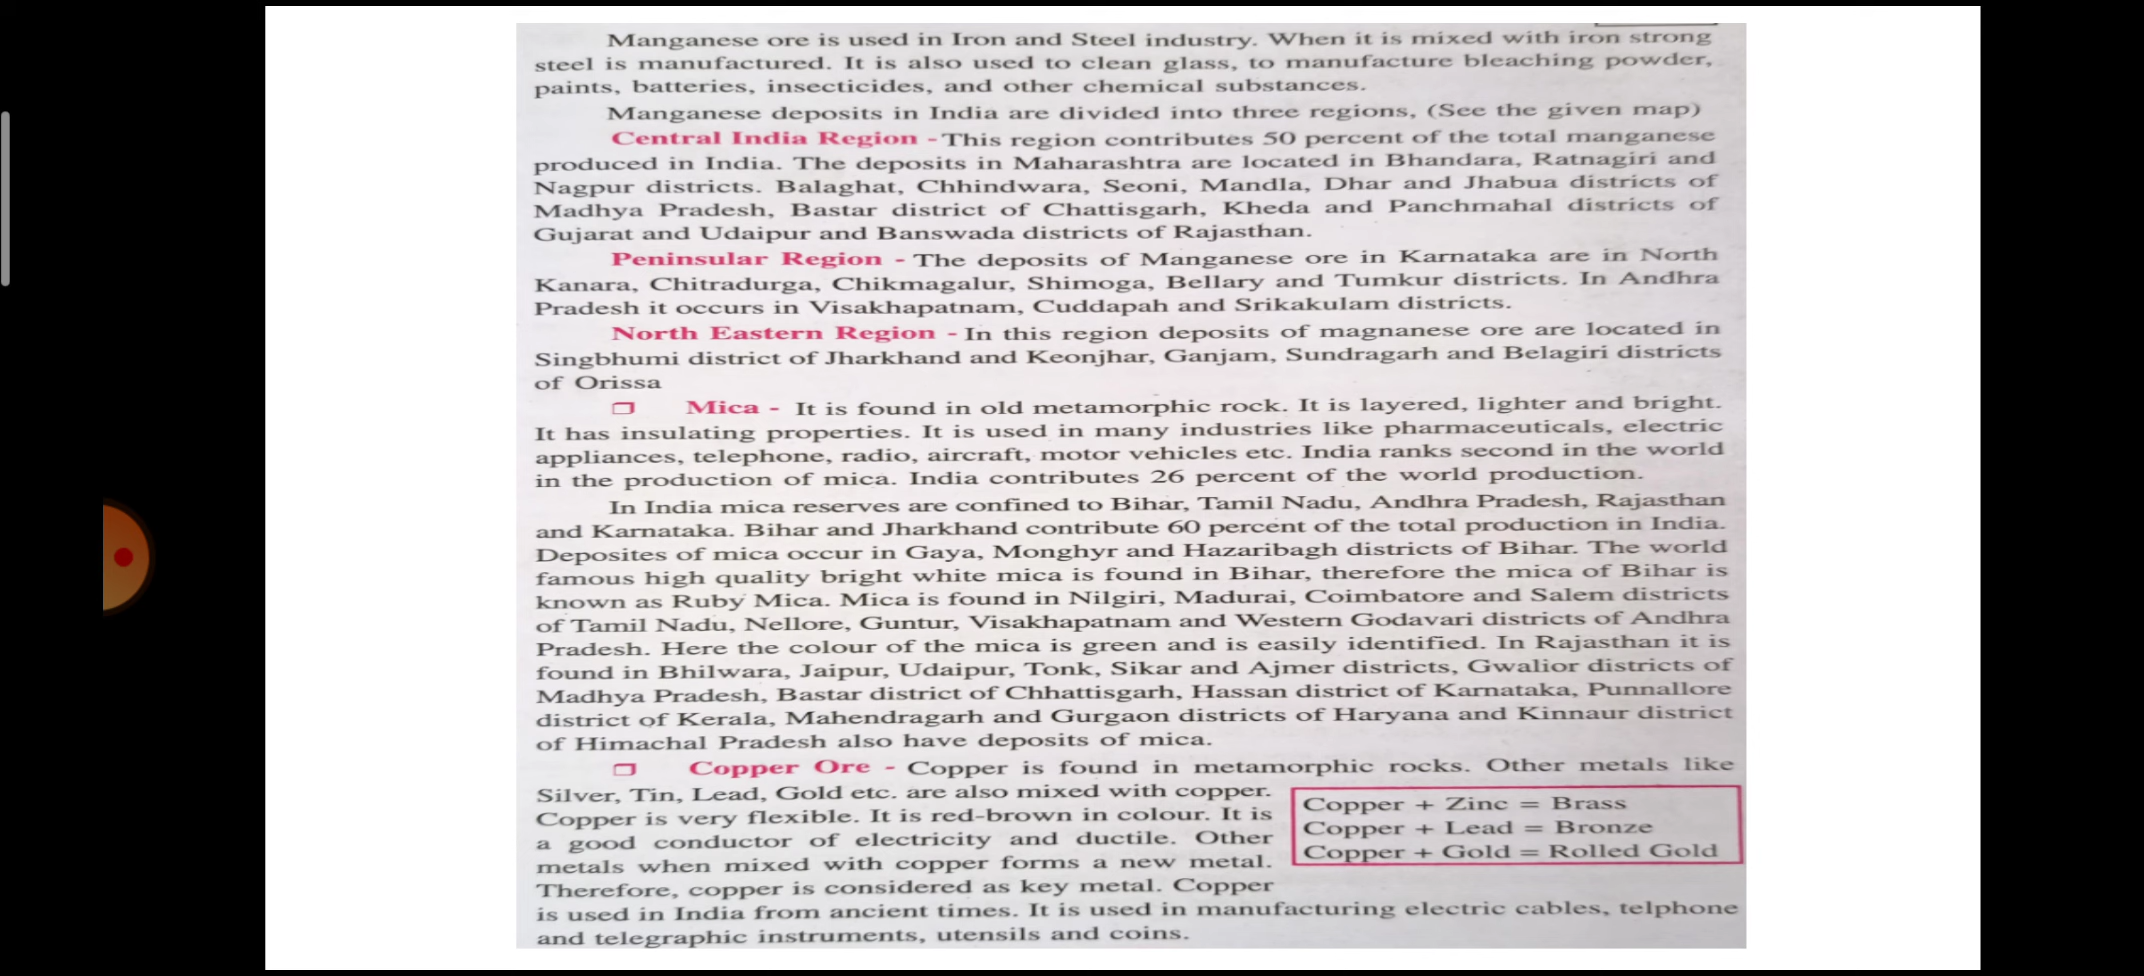 Manganese ore is used in Iron and Steel industry. When it is mixed with iron strong
steel is manufactured. It is also used to clean glass, to manufacture bleaching powder,
paints, batteries, insecticides, and other chemical substances.
Manganese deposits in India are divided into three regions, (See the given map)
Central India Region - This region contributes 50 percent of the total manganese
produced in India. The deposits in Maharashtra are located in Bhandara, Ratnagiri and
Nagpur districts. Balaghat, Chhindwara, Seoni, Mandla, Dhar and Jhabua districts of
Madhya Pradesh, Bastar district of Chattisgarh, Kheda and Panchmahal districts of
Gujarat and Udaipur and Banswada districts of Rajasthan.
Peninsular Region - The deposits of Manganese ore in Karnataka are in North
Kanara, Chitradurga, Chikmagalur, Shimoga, Bellary and Tumkur districts. In Andhra
Pradesh it occurs in Visakhapatnam, Cuddapah and Srikakulam districts.
North Eastern Region - In this region deposits of magnanese ore are located in
Singbhumi district of Jharkhand and Keonjhar, Ganjam, Sundragarh and Belagiri districts
of Orissa
Mica - It is found in old metamorphic rock. It is layered, lighter and bright.
It has insulating properties. It is used in many industries like pharmaceuticals, electric
appliances, telephone, radio, aircraft, motor vehicles etc. India ranks second in the world
in the production of mica. India contributes 26 percent of the world production.
In India mica reserves are confined to Bihar, Tamil Nadu, Andhra Pradesh, Rajasthan
and Karnataka. Bihar and Jharkhand contribute 60 percent of the total production in India.
Deposites of mica occur in Gaya, Monghyr and Hazaribagh districts of Bihar. The world
famous high quality bright white mica is found in Bihar, therefore the mica of Bihar is
known as Ruby Mica. Mica is found in Nilgiri, Madurai, Coimbatore and Salem districts
of Tamil Nadu, Nellore, Guntur, Visakhapatnam and Western Godavari districts of Andhra
Pradesh. Here the colour of the mica is green and is easily identified. In Rajasthan it is
found in Bhilwara, Jaipur, Udaipur, Tonk, Sikar and Ajmer districts, Gwalior districts of
Madhya Pradesh, Bastar district of Chhattisgarh, Hassan district of Karnataka, Punnallore
district of Kerala, Mahendragarh and Gurgaon districts of Haryana and Kinnaur district
of Himachal Pradesh also have deposits of mica.
Copper Ore - Copper is found in metamorphic rocks. Other metals like
Silver, Tin, Lead, Gold etc. are also mixed with copper.
Copper is very flexible. It is red-brown in colour. It is
a good conductor of electricity and ductile. Other
metals when mixed with copper forms a new metal.
Therefore, copper is considered as key metal. Copper
is used in India from ancient times. It is used in manufacturing electric cables, telphone
and telegraphic instruments, utensils and coins.
Copper + Zinc = Brass
Copper + Lead = Bronze
Copper + Gold = Rolled Gold